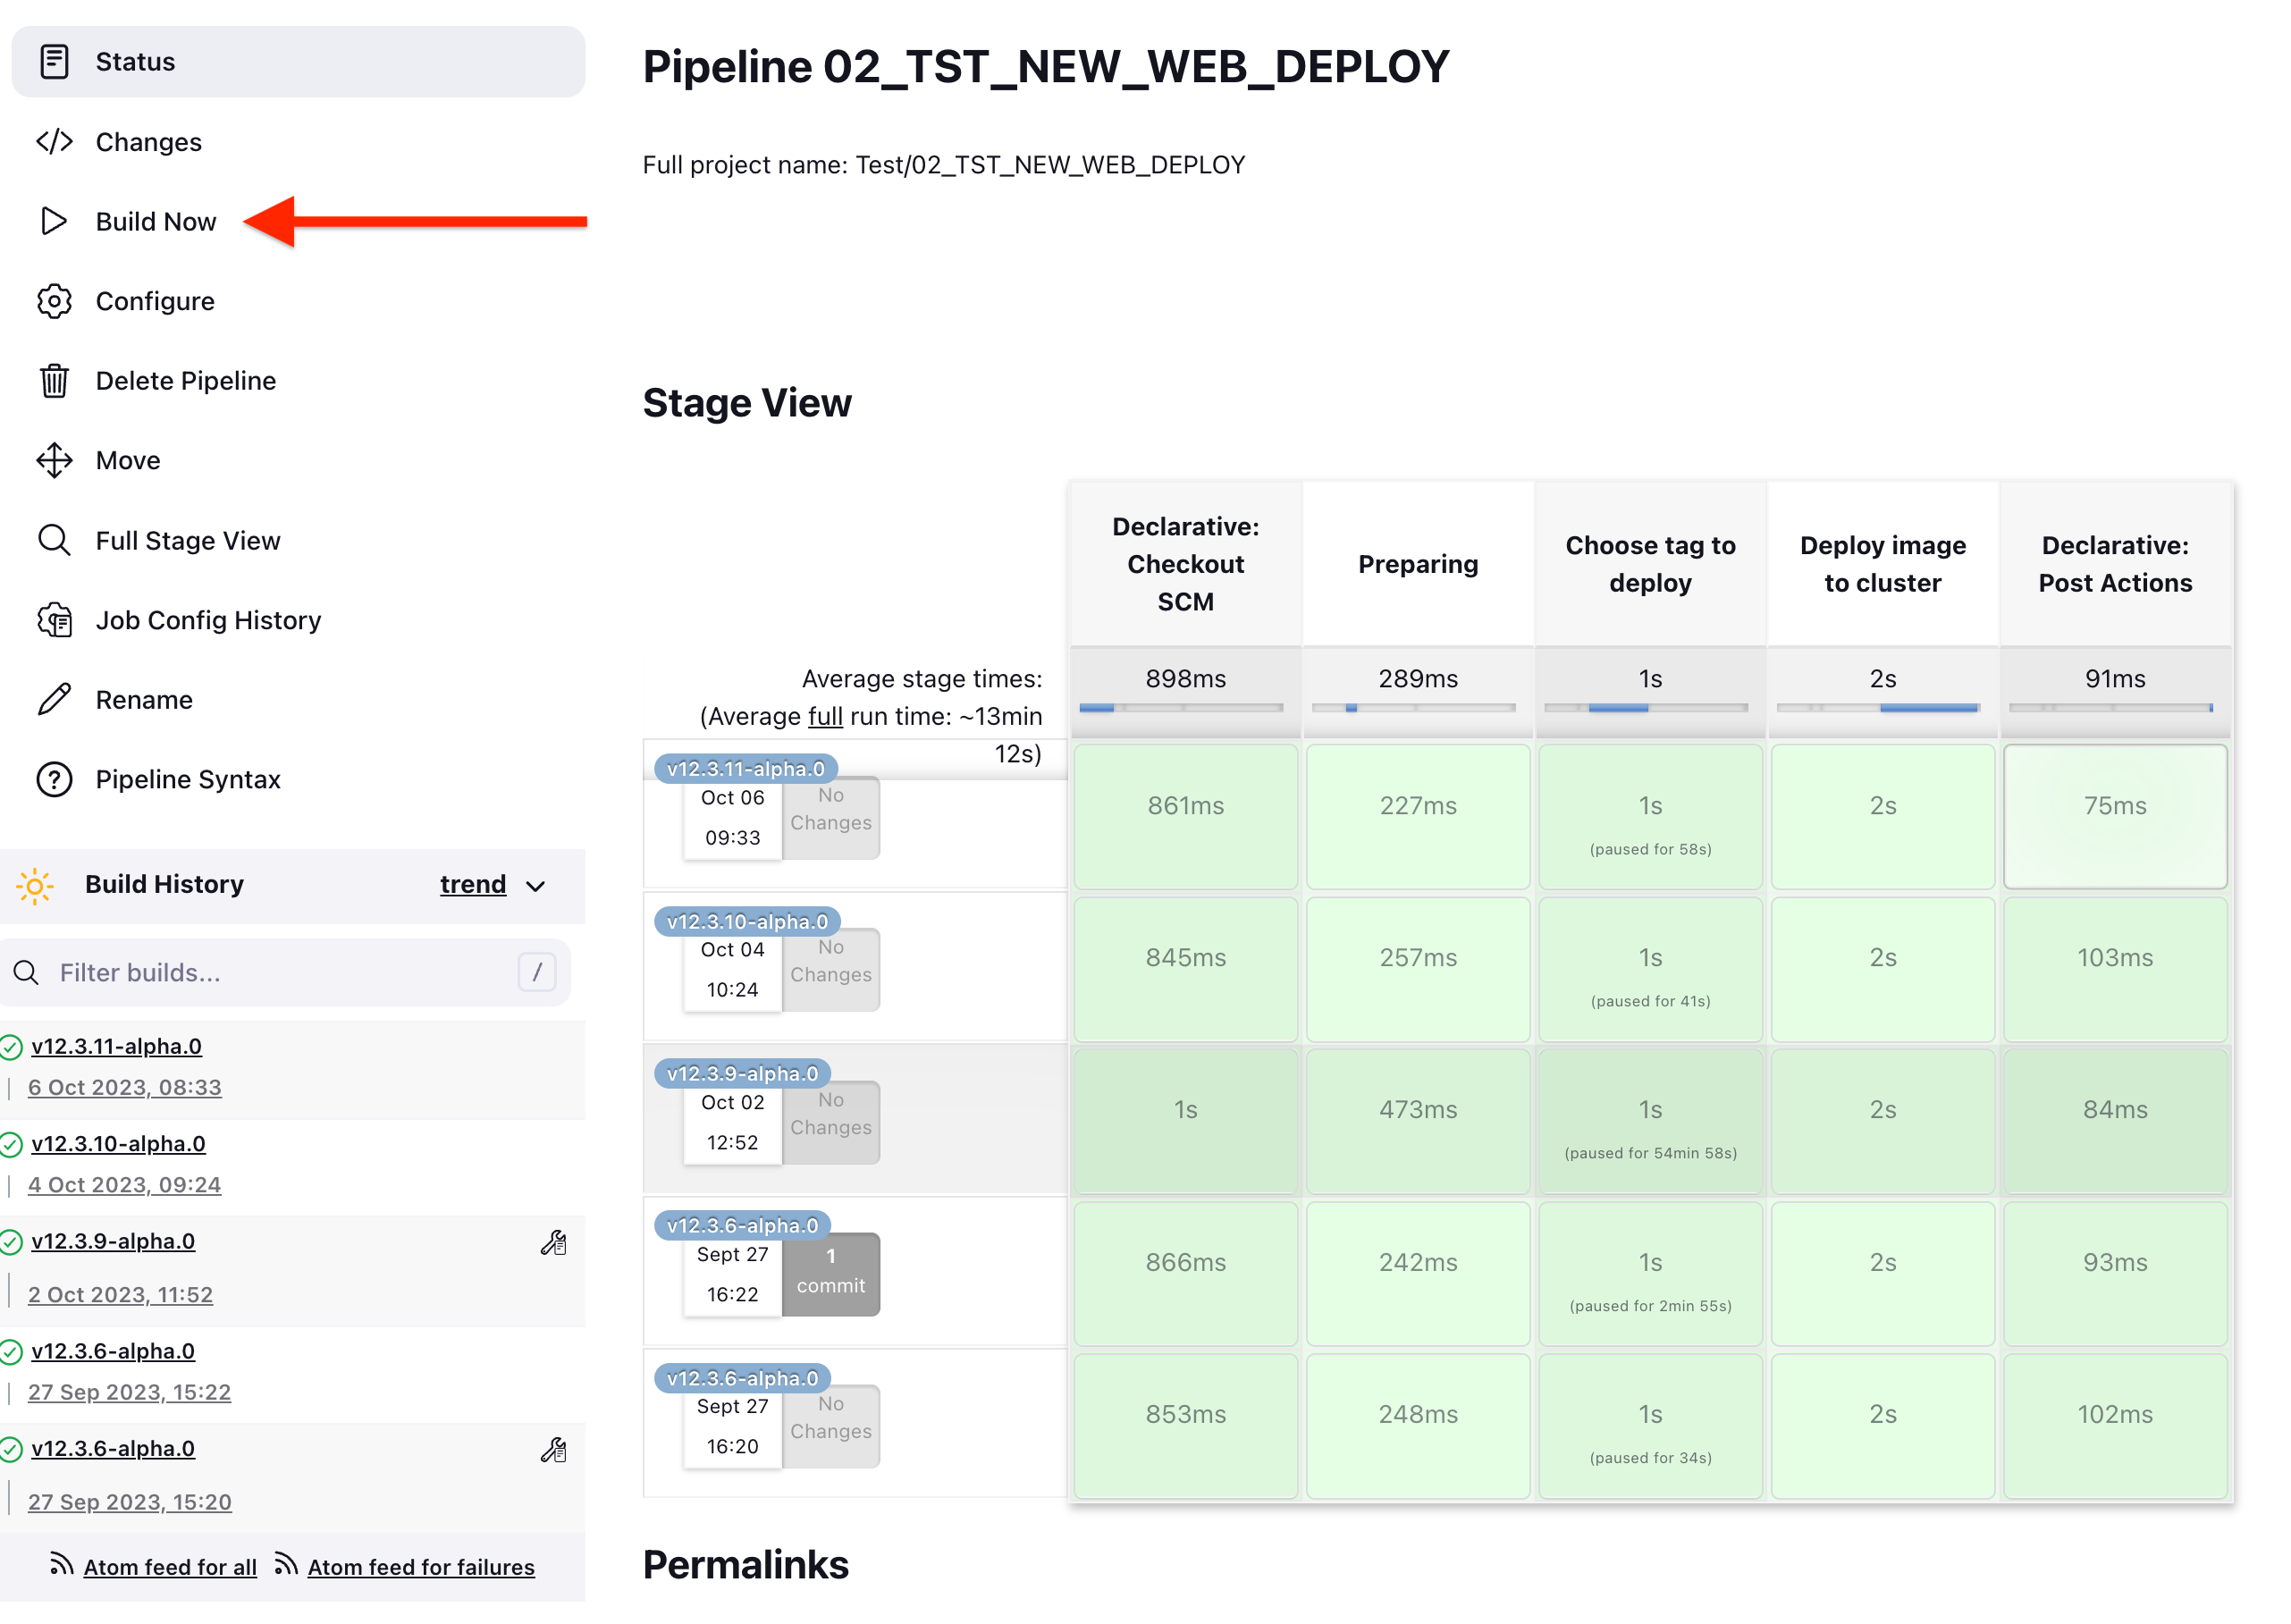 Status
Changes
Build Now
Configure
Delete Pipeline
Move
Full Stage View
Job Config History
Rename
Pipeline Syntax
Build History
trend
Filter builds...
/
v12.3.11-alpha.0
6 Oct 2023, 08:33
v12.3.10-alpha.0
4 Oct 2023, 09:24
v12.3.9-alpha.0
2 Oct 2023, 11:52
v12.3.6-alpha.0
27 Sep 2023, 15:22
v12.3.6-alpha.0
27 Sep 2023, 15:20
Atom feed for all
Atom feed for failures
Pipeline 02_TST_NEW_WEB_DEPLOY
Full project name: Test/02_TST_NEW_WEB_DEPLOY
Stage View
Declarative:
Checkout
SCM
Preparing
Choose tag to
deploy
Deploy image
to cluster
Declarative:
Post Actions
Average stage times:
(Average full run time: ~13min
12s)
898ms
289ms
1s
2s
91ms
v12.3.11-alpha.0
Oct 06
09:33
No
Changes
861ms
227ms
1s
(paused for 58s)
2s
75ms
v12.3.10-alpha.0
Oct 04
10:24
No
Changes
845ms
257ms
1s
(paused for 41s)
2s
103ms
v12.3.9-alpha.0
Oct 02
12:52
No
Changes
1s
473ms
1s
(paused for 54min 58s)
2s
84ms
v12.3.6-alpha.0
Sept 27
16:22
1
commit
866ms
242ms
1s
(paused for 2min 55s)
2s
93ms
v12.3.6-alpha.0
Sept 27
16:20
No
Changes
853ms
248ms
1s
(paused for 34s)
2s
102ms
Permalinks